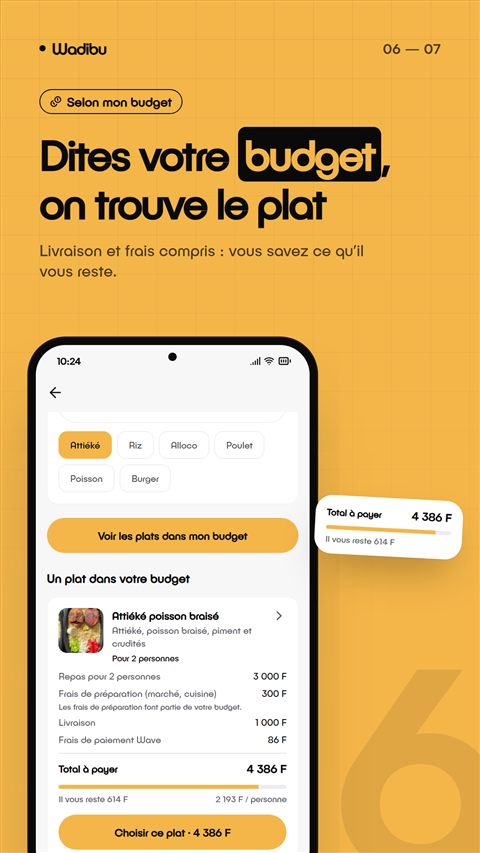 Wadibu
06 — 07
Selon mon budget
Dites votre budget,
on trouve le plat
Livraison et frais compris : vous savez ce qu'il
vous reste.
10:24
Attiéké
Riz
Alloco
Poulet
Poisson
Burger
Voir les plats dans mon budget
Total à payer
4 386 F
Il vous reste 614 F
Un plat dans votre budget
Attiéké poisson braisé
Attiéké, poisson braisé, piment et
crudités
Pour 2 personnes
Repas pour 2 personnes
3 000 F
Frais de préparation (marché, cuisine)
300 F
Les frais de préparation font partie de votre budget.
Livraison
1 000 F
Frais de paiement Wave
86 F
Total à payer
4 386 F
Il vous reste 614 F
2 193 F / personne
Choisir ce plat · 4 386 F
6